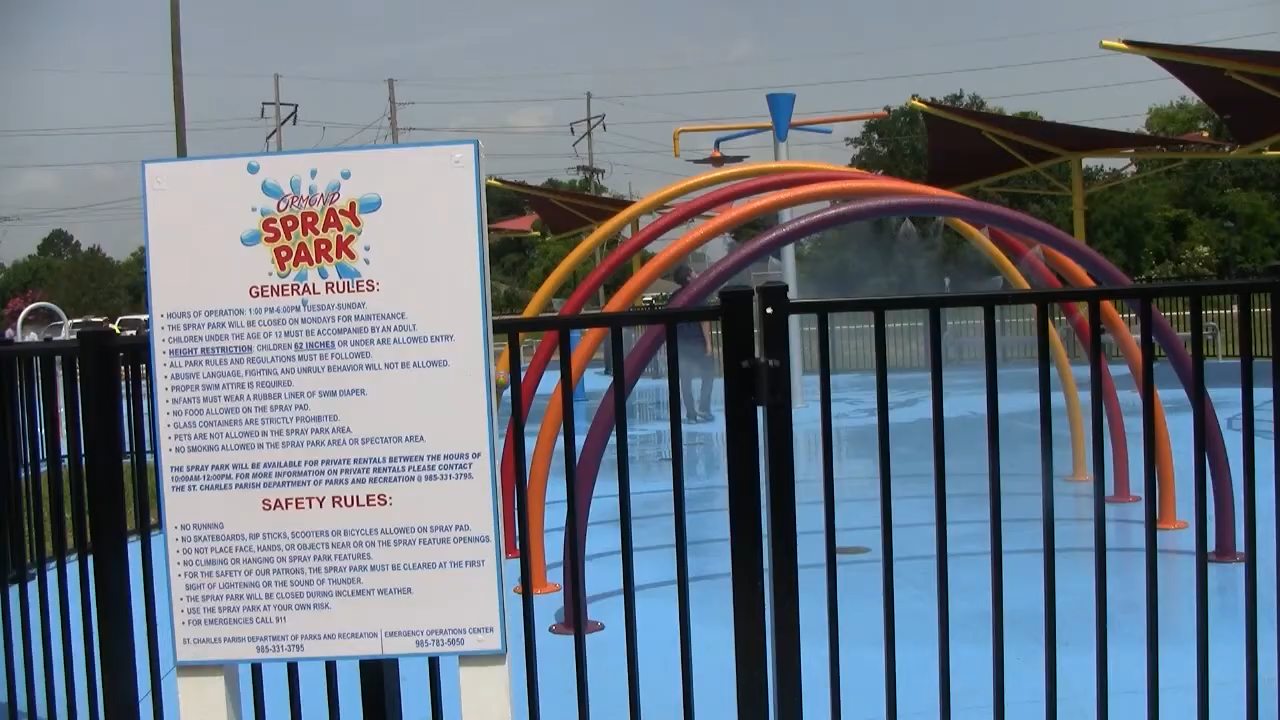 ORMOND
SPRAY
PARK
GENERAL RULES:
• HOURS OF OPERATION: 1:00 PM-6:00PM TUESDAY-SUNDAY.
• THE SPRAY PARK WILL BE CLOSED ON MONDAYS FOR MAINTENANCE.
• CHILDREN UNDER THE AGE OF 12 MUST BE ACCOMPANIED BY AN ADULT.
• HEIGHT RESTRICTION: CHILDREN 62 INCHES OR UNDER ARE ALLOWED ENTRY.
• ALL PARK RULES AND REGULATIONS MUST BE FOLLOWED.
• ABUSIVE LANGUAGE, FIGHTING, AND UNRULY BEHAVIOR WILL NOT BE ALLOWED.
• PROPER SWIM ATTIRE IS REQUIRED.
• INFANTS MUST WEAR A RUBBER LINER OF SWIM DIAPER.
• NO FOOD ALLOWED ON THE SPRAY PAD.
• GLASS CONTAINERS ARE STRICTLY PROHIBITED.
• PETS ARE NOT ALLOWED IN THE SPRAY PARK AREA.
• NO SMOKING ALLOWED IN THE SPRAY PARK AREA OR SPECTATOR AREA.
THE SPRAY PARK WILL BE AVAILABLE FOR PRIVATE RENTALS BETWEEN THE HOURS OF
10:00AM-12:00PM. FOR MORE INFORMATION ON PRIVATE RENTALS PLEASE CONTACT
THE ST. CHARLES PARISH DEPARTMENT OF PARKS AND RECREATION @ 985-331-3795.
SAFETY RULES:
• NO RUNNING
• NO SKATEBOARDS, RIP STICKS, SCOOTERS OR BICYCLES ALLOWED ON SPRAY PAD.
• DO NOT PLACE FACE, HANDS, OR OBJECTS NEAR OR ON THE SPRAY FEATURE OPENINGS.
• NO CLIMBING OR HANGING ON SPRAY PARK FEATURES.
• FOR THE SAFETY OF OUR PATRONS, THE SPRAY PARK MUST BE CLEARED AT THE FIRST
SIGHT OF LIGHTENING OR THE SOUND OF THUNDER.
• THE SPRAY PARK WILL BE CLOSED DURING INCLEMENT WEATHER.
• USE THE SPRAY PARK AT YOUR OWN RISK.
• FOR EMERGENCIES CALL 911
ST. CHARLES PARISH DEPARTMENT OF PARKS AND RECREATION
985-331-3795
EMERGENCY OPERATIONS CENTER
985-783-5050